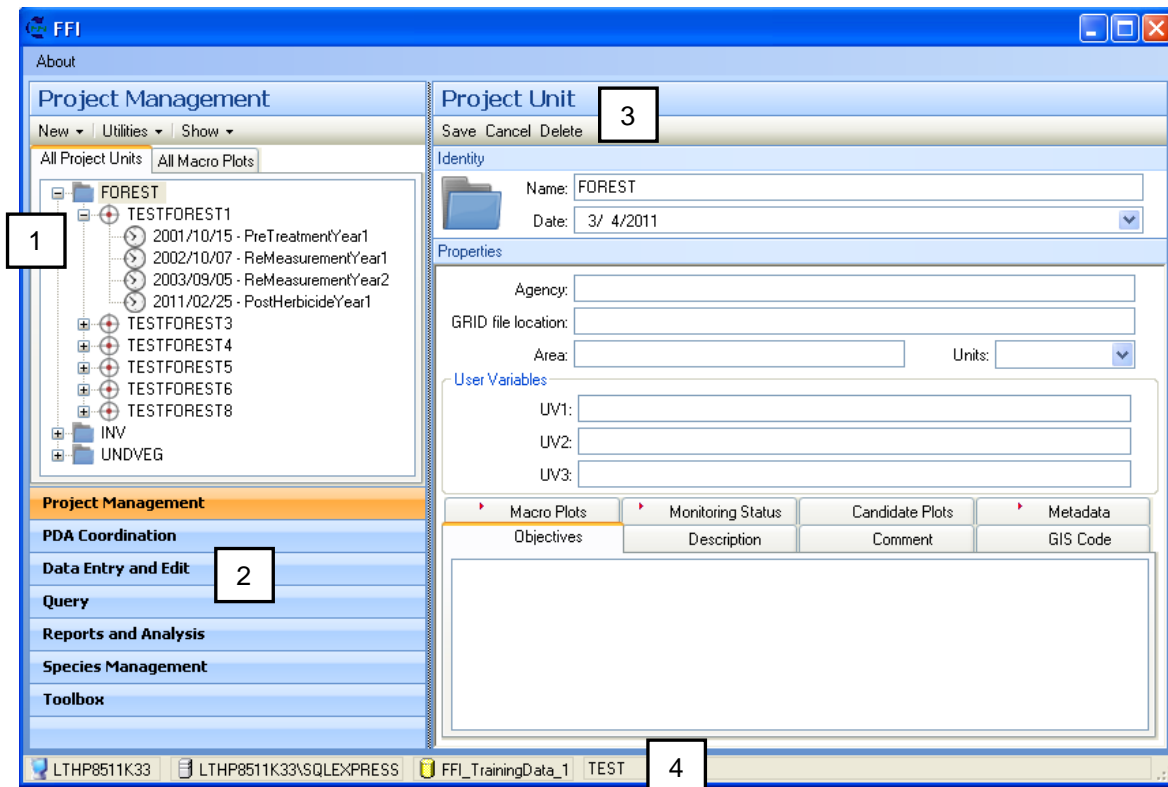 FFI
About
Project Management
New Utilities Show
All Project Units All Macro Plots
FOREST
TESTFOREST1
2001/10/15 - PreTreatmentYear1
2002/10/07 - ReMeasurementYear1
2003/09/05 - ReMeasurementYear2
2011/02/25 - PostHerbicideYear1
TESTFOREST3
TESTFOREST4
TESTFOREST5
TESTFOREST6
TESTFOREST8
INV
UNDVEG
1
Project Management
PDA Coordination
Data Entry and Edit
2
Query
Reports and Analysis
Species Management
Toolbox
Project Unit
3
Save Cancel Delete
Identity
Name: FOREST
Date: 3/ 4/2011
Properties
Agency:
GRID file location:
Area: Units:
User Variables
UV1:
UV2:
UV3:
Macro Plots Monitoring Status Candidate Plots Metadata
Objectives Description Comment GIS Code
LTHP8511K33 LTHP8511K33\SQLEXPRESS FFI_TrainingData_1 TEST
4